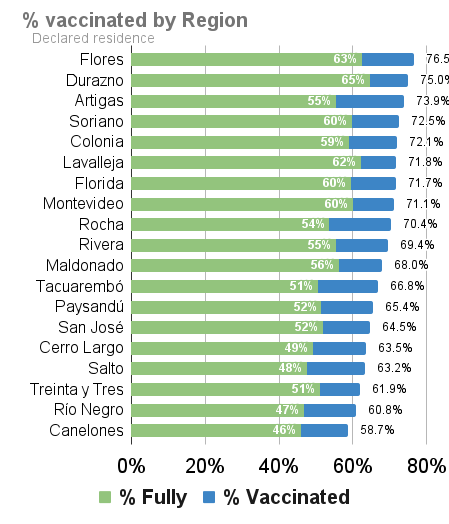 % vaccinated by Region
Declared residence
Flores 63% 76.5
Durazno 65% 75.0%
Artigas 55% 73.9%
Soriano 60% 72.5%
Colonia 59% 72.1%
Lavalleja 62% 71.8%
Florida 60% 71.7%
Montevideo 60% 71.1%
Rocha 54% 70.4%
Rivera 55% 69.4%
Maldonado 56% 68.0%
Tacuarembó 51% 66.8%
Paysandú 52% 65.4%
San José 52% 64.5%
Cerro Largo 49% 63.5%
Salto 48% 63.2%
Treinta y Tres 51% 61.9%
Río Negro 47% 60.8%
Canelones 46% 58.7%
0% 20% 40% 60% 80%
% Fully % Vaccinated